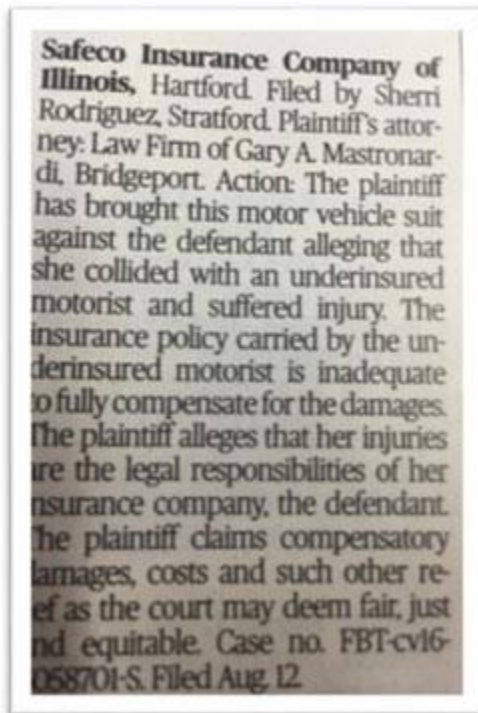 Safeco Insurance Company of
Illinois, Hartford. Filed by Sherri
Rodriguez, Stratford. Plaintiff's attor-
ney: Law Firm of Gary A. Mastronar-
di, Bridgeport. Action: The plaintiff
has brought this motor vehicle suit
against the defendant alleging that
she collided with an underinsured
motorist and suffered injury. The
insurance policy carried by the un-
derinsured motorist is inadequate
to fully compensate for the damages.
The plaintiff alleges that her injuries
re the legal responsibilities of her
nsurance company, the defendant.
he plaintiff claims compensatory
lamages, costs and such other re-
ef as the court may deem fair, just
nd equitable. Case no. FBT-cv16-
058701-S. Filed Aug. 12.